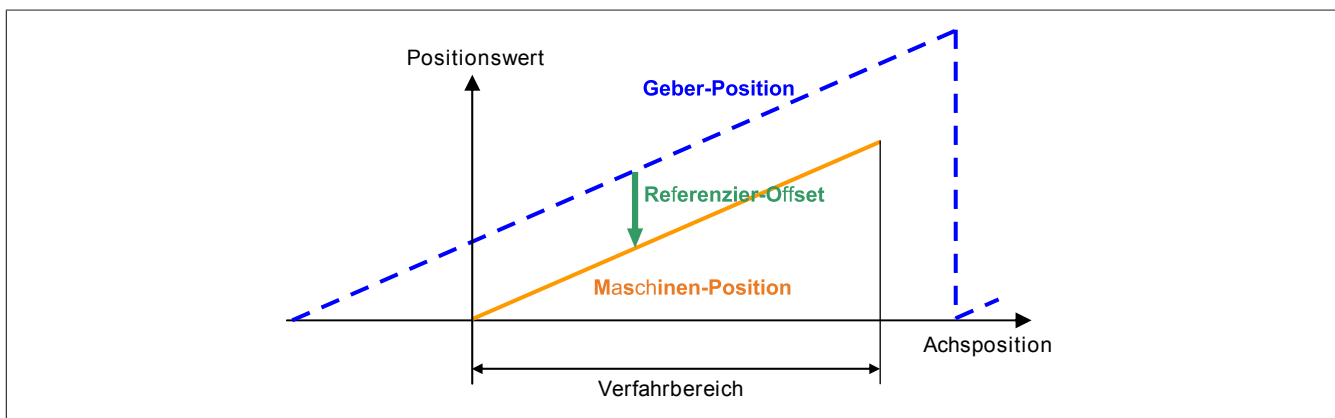 Positionswert
Geber-Position
Referenzier-Offset
Maschinen-Position
Achsposition
Verfahrbereich